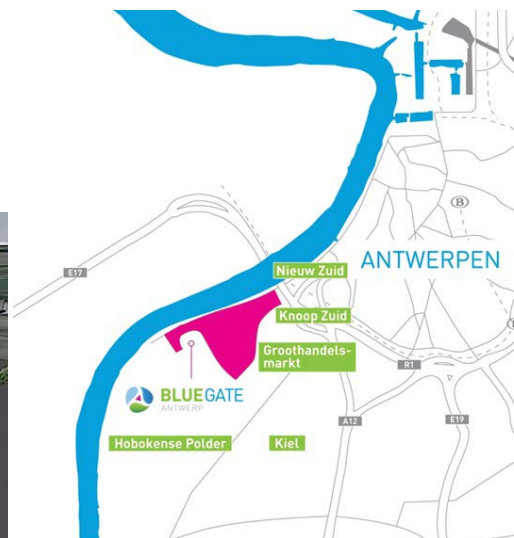 B
ANTWERPEN
E17
Nieuw Zuid
Knoop Zuid
Groothandels-
markt
R1
BLUEGATE
ANTWERP
A12
E19
Hobokense Polder
Kiel